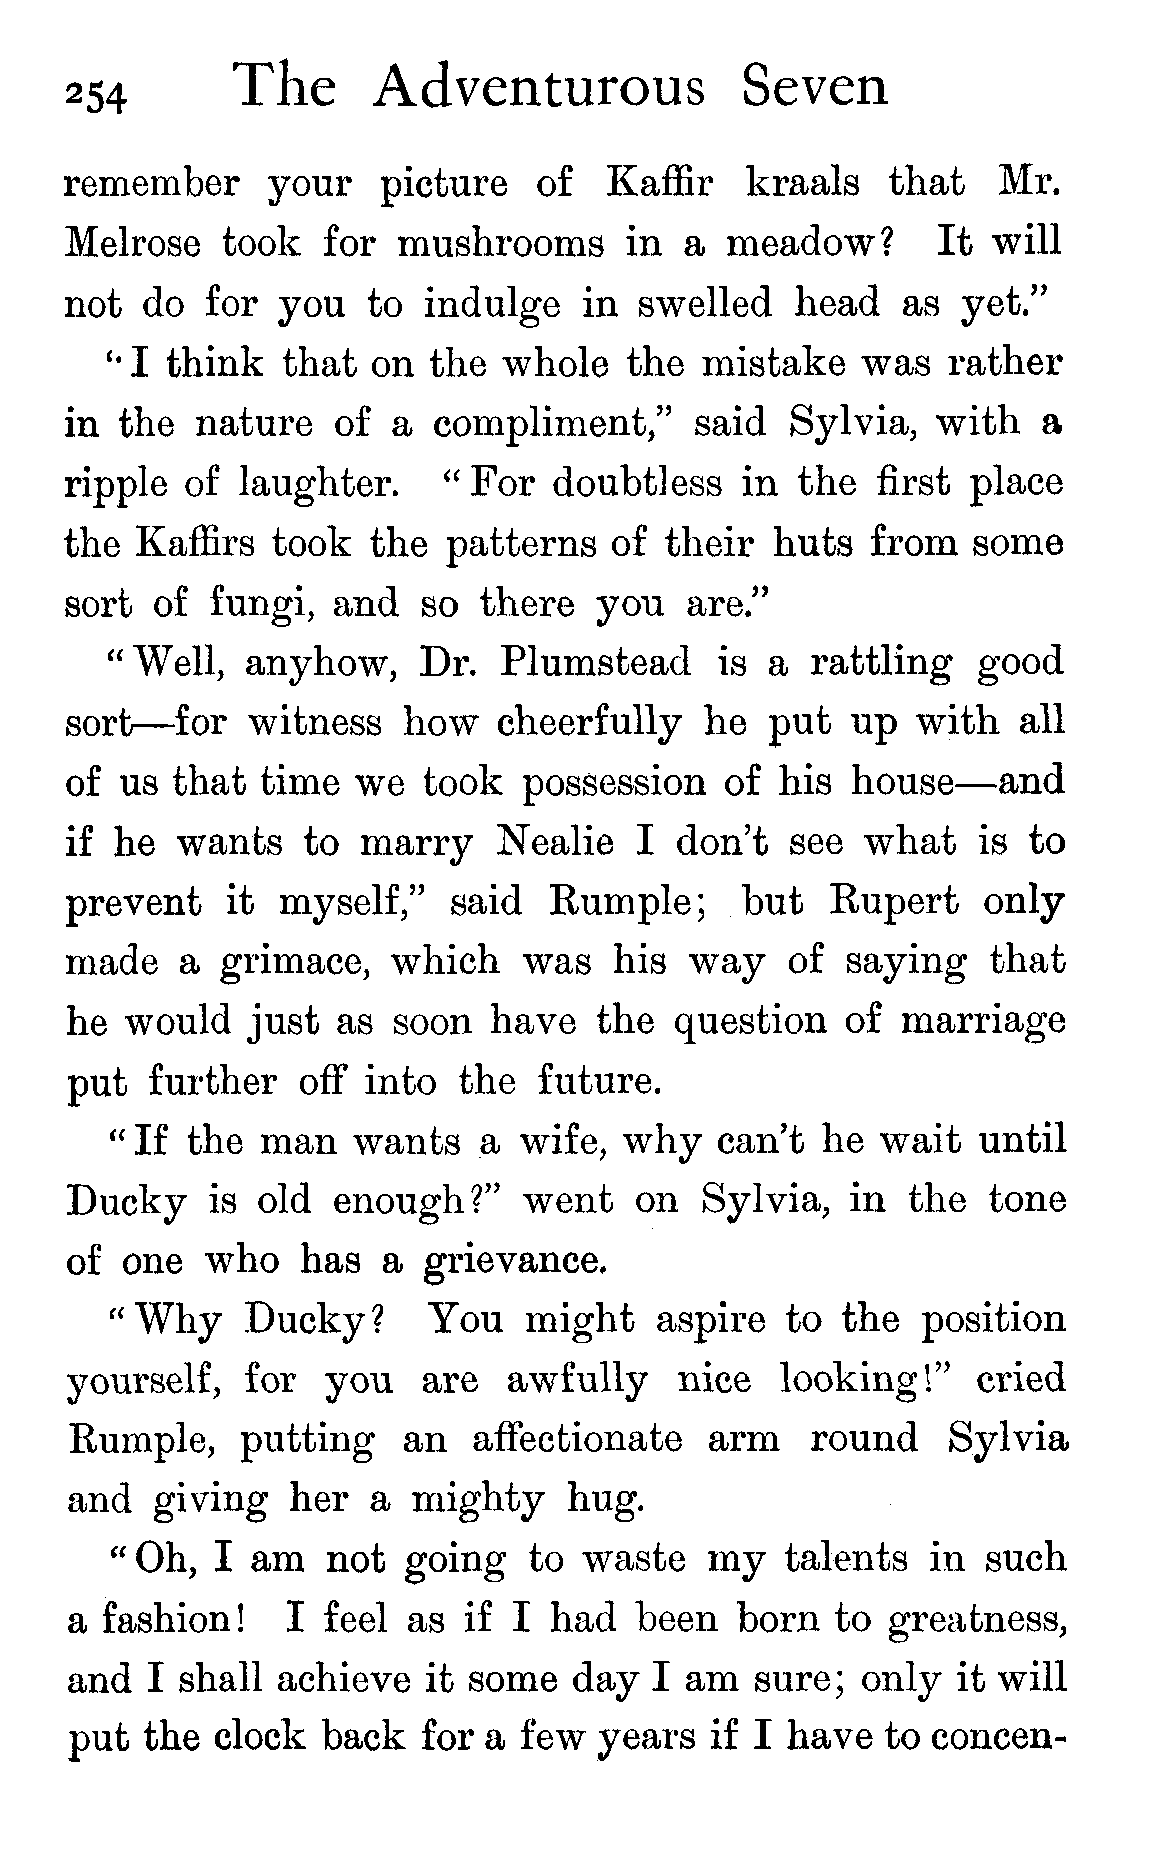 254 The Adventurous Seven
remember your picture of Kaffir kraals that Mr.
Melrose took for mushrooms in a meadow? It will
not do for you to indulge in swelled head as yet.”
“I think that on the whole the mistake was rather
in the nature of a compliment,” said Sylvia, with a
ripple of laughter. “For doubtless in the first place
the Kaffirs took the patterns of their huts from some
sort of fungi, and so there you are.”
“Well, anyhow, Dr. Plumstead is a rattling good
sort—for witness how cheerfully he put up with all
of us that time we took possession of his house—and
if he wants to marry Nealie I don’t see what is to
prevent it myself,” said Rumple; but Rupert only
made a grimace, which was his way of saying that
he would just as soon have the question of marriage
put further off into the future.
“If the man wants a wife, why can’t he wait until
Ducky is old enough?” went on Sylvia, in the tone
of one who has a grievance.
“Why Ducky? You might aspire to the position
yourself, for you are awfully nice looking!” cried
Rumple, putting an affectionate arm round Sylvia
and giving her a mighty hug.
“Oh, I am not going to waste my talents in such
a fashion! I feel as if I had been born to greatness,
and I shall achieve it some day I am sure; only it will
put the clock back for a few years if I have to concen-